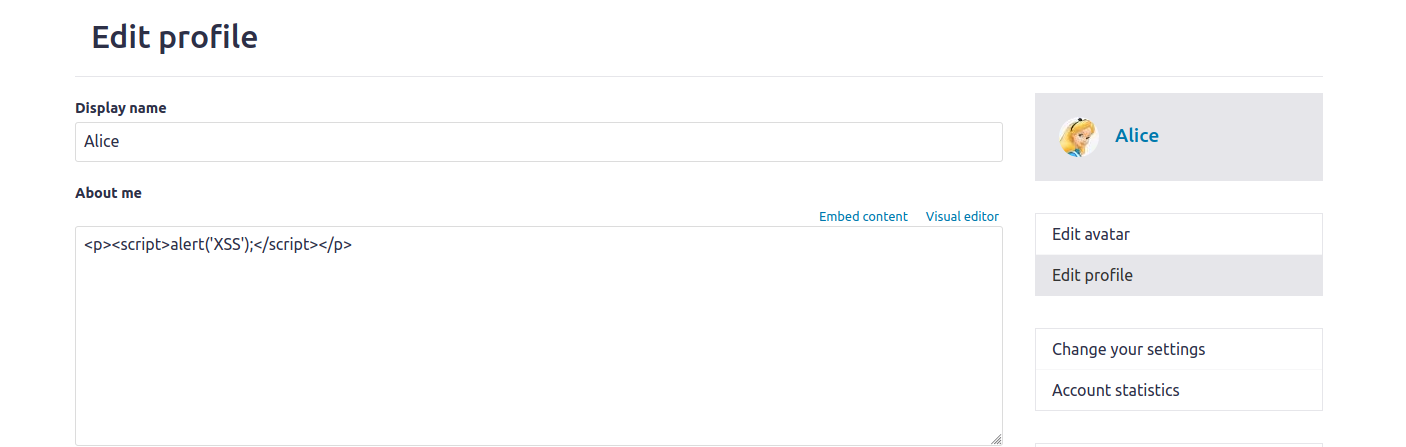 Edit profile
Display name
Alice
About me
Embed content Visual editor
<p><script>alert('XSS');</script></p>
Alice
Edit avatar
Edit profile
Change your settings
Account statistics